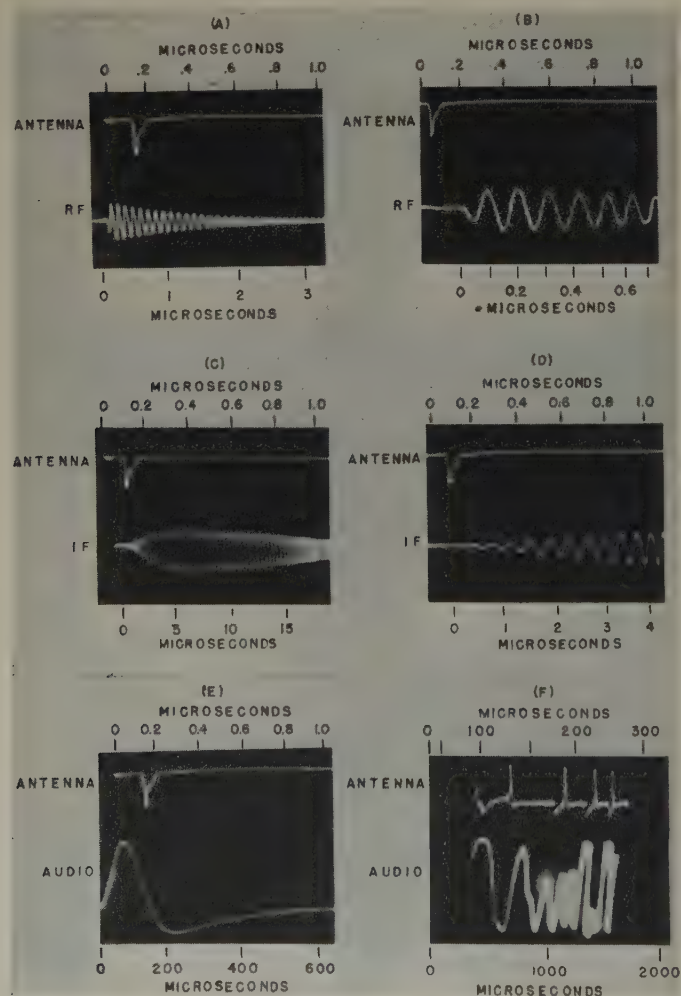 (A)
MICROSECONDS
0 .2 .4 .6 .8 1.0
ANTENNA
RF
0 1 2 3
MICROSECONDS
(B)
MICROSECONDS
0 .2 .4 .6 .8 1.0
ANTENNA
RF
0 0.2 0.4 0.6
MICROSECONDS
(C)
MICROSECONDS
0 0.2 0.4 0.6 0.8 1.0
ANTENNA
IF
0 5 10 15
MICROSECONDS
(D)
MICROSECONDS
0 0.2 0.4 0.6 0.8 1.0
ANTENNA
IF
0 1 2 3 4
MICROSECONDS
(E)
MICROSECONDS
0 0.2 0.4 0.6 0.8 1.0
ANTENNA
AUDIO
0 200 400 600
MICROSECONDS
(F)
MICROSECONDS
0 100 200 300
ANTENNA
AUDIO
0 1000 2000
MICROSECONDS